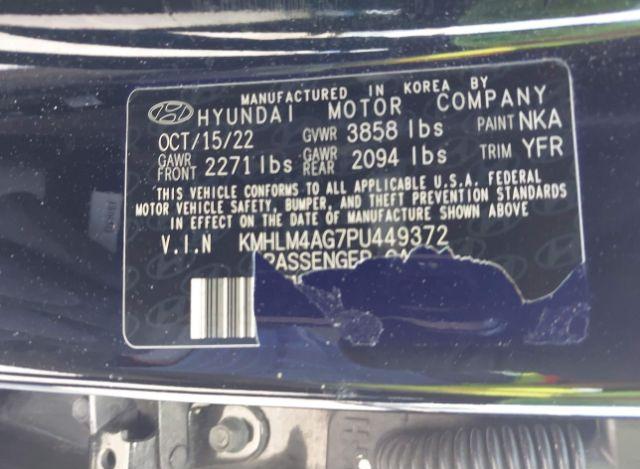 MANUFACTURED IN KOREA BY
HYUNDAI MOTOR COMPANY
OCT/15/22 GVWR 3858 lbs PAINT NKA
GAWR FRONT 2271 lbs GAWR REAR 2094 lbs TRIM YFR
THIS VEHICLE CONFORMS TO ALL APPLICABLE U.S.A. FEDERAL
MOTOR VEHICLE SAFETY, BUMPER, AND THEFT PREVENTION STANDARDS
IN EFFECT ON THE DATE OF MANUFACTURE SHOWN ABOVE
V.I.N KMHLM4AG7PU449372
PASSENGER